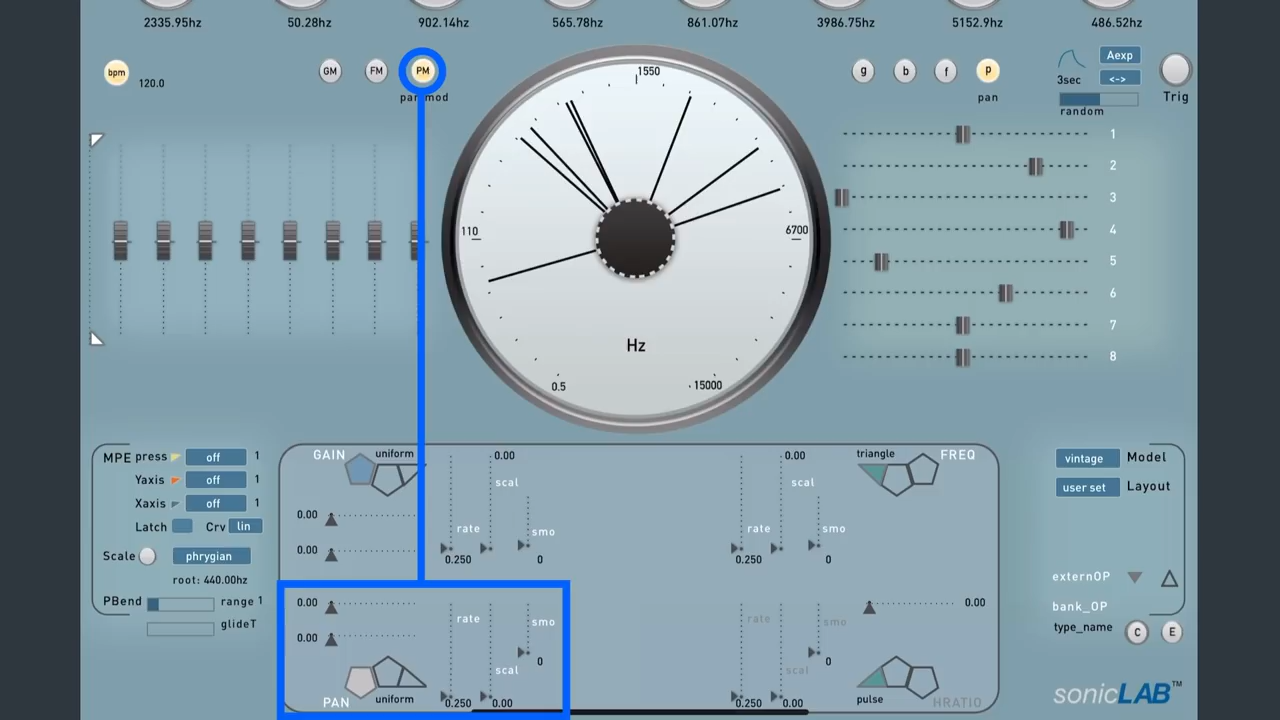 2335.95hz 50.28hz 902.14hz 565.78hz 861.07hz 3986.75hz 5152.9hz 486.52hz
bpm 120.0 GM FM PM
pan mod
g b f p
pan
3sec Aexp
<->
random
Trig
1550
110
6700
Hz
0.5
15000
1
2
3
4
5
6
7
8
MPE press off 1
Yaxis off 1
Xaxis off 1
Latch Crv lin
Scale phrygian
root: 440.00hz
PBend range 1
glideT
GAIN uniform 0.00
scal
0.00
rate smo
0.00
0.250 0
0.00
triangle FREQ
scal
rate smo
0.250 0
0.00
rate smo
0.00
0
scal
PAN uniform 0.250 0.00
rate smo
0.00
0
scal
0.250 0.00
pulse HRATIO
vintage Model
user set Layout
externOP
bank_OP
type_name C E
sonicLAB™